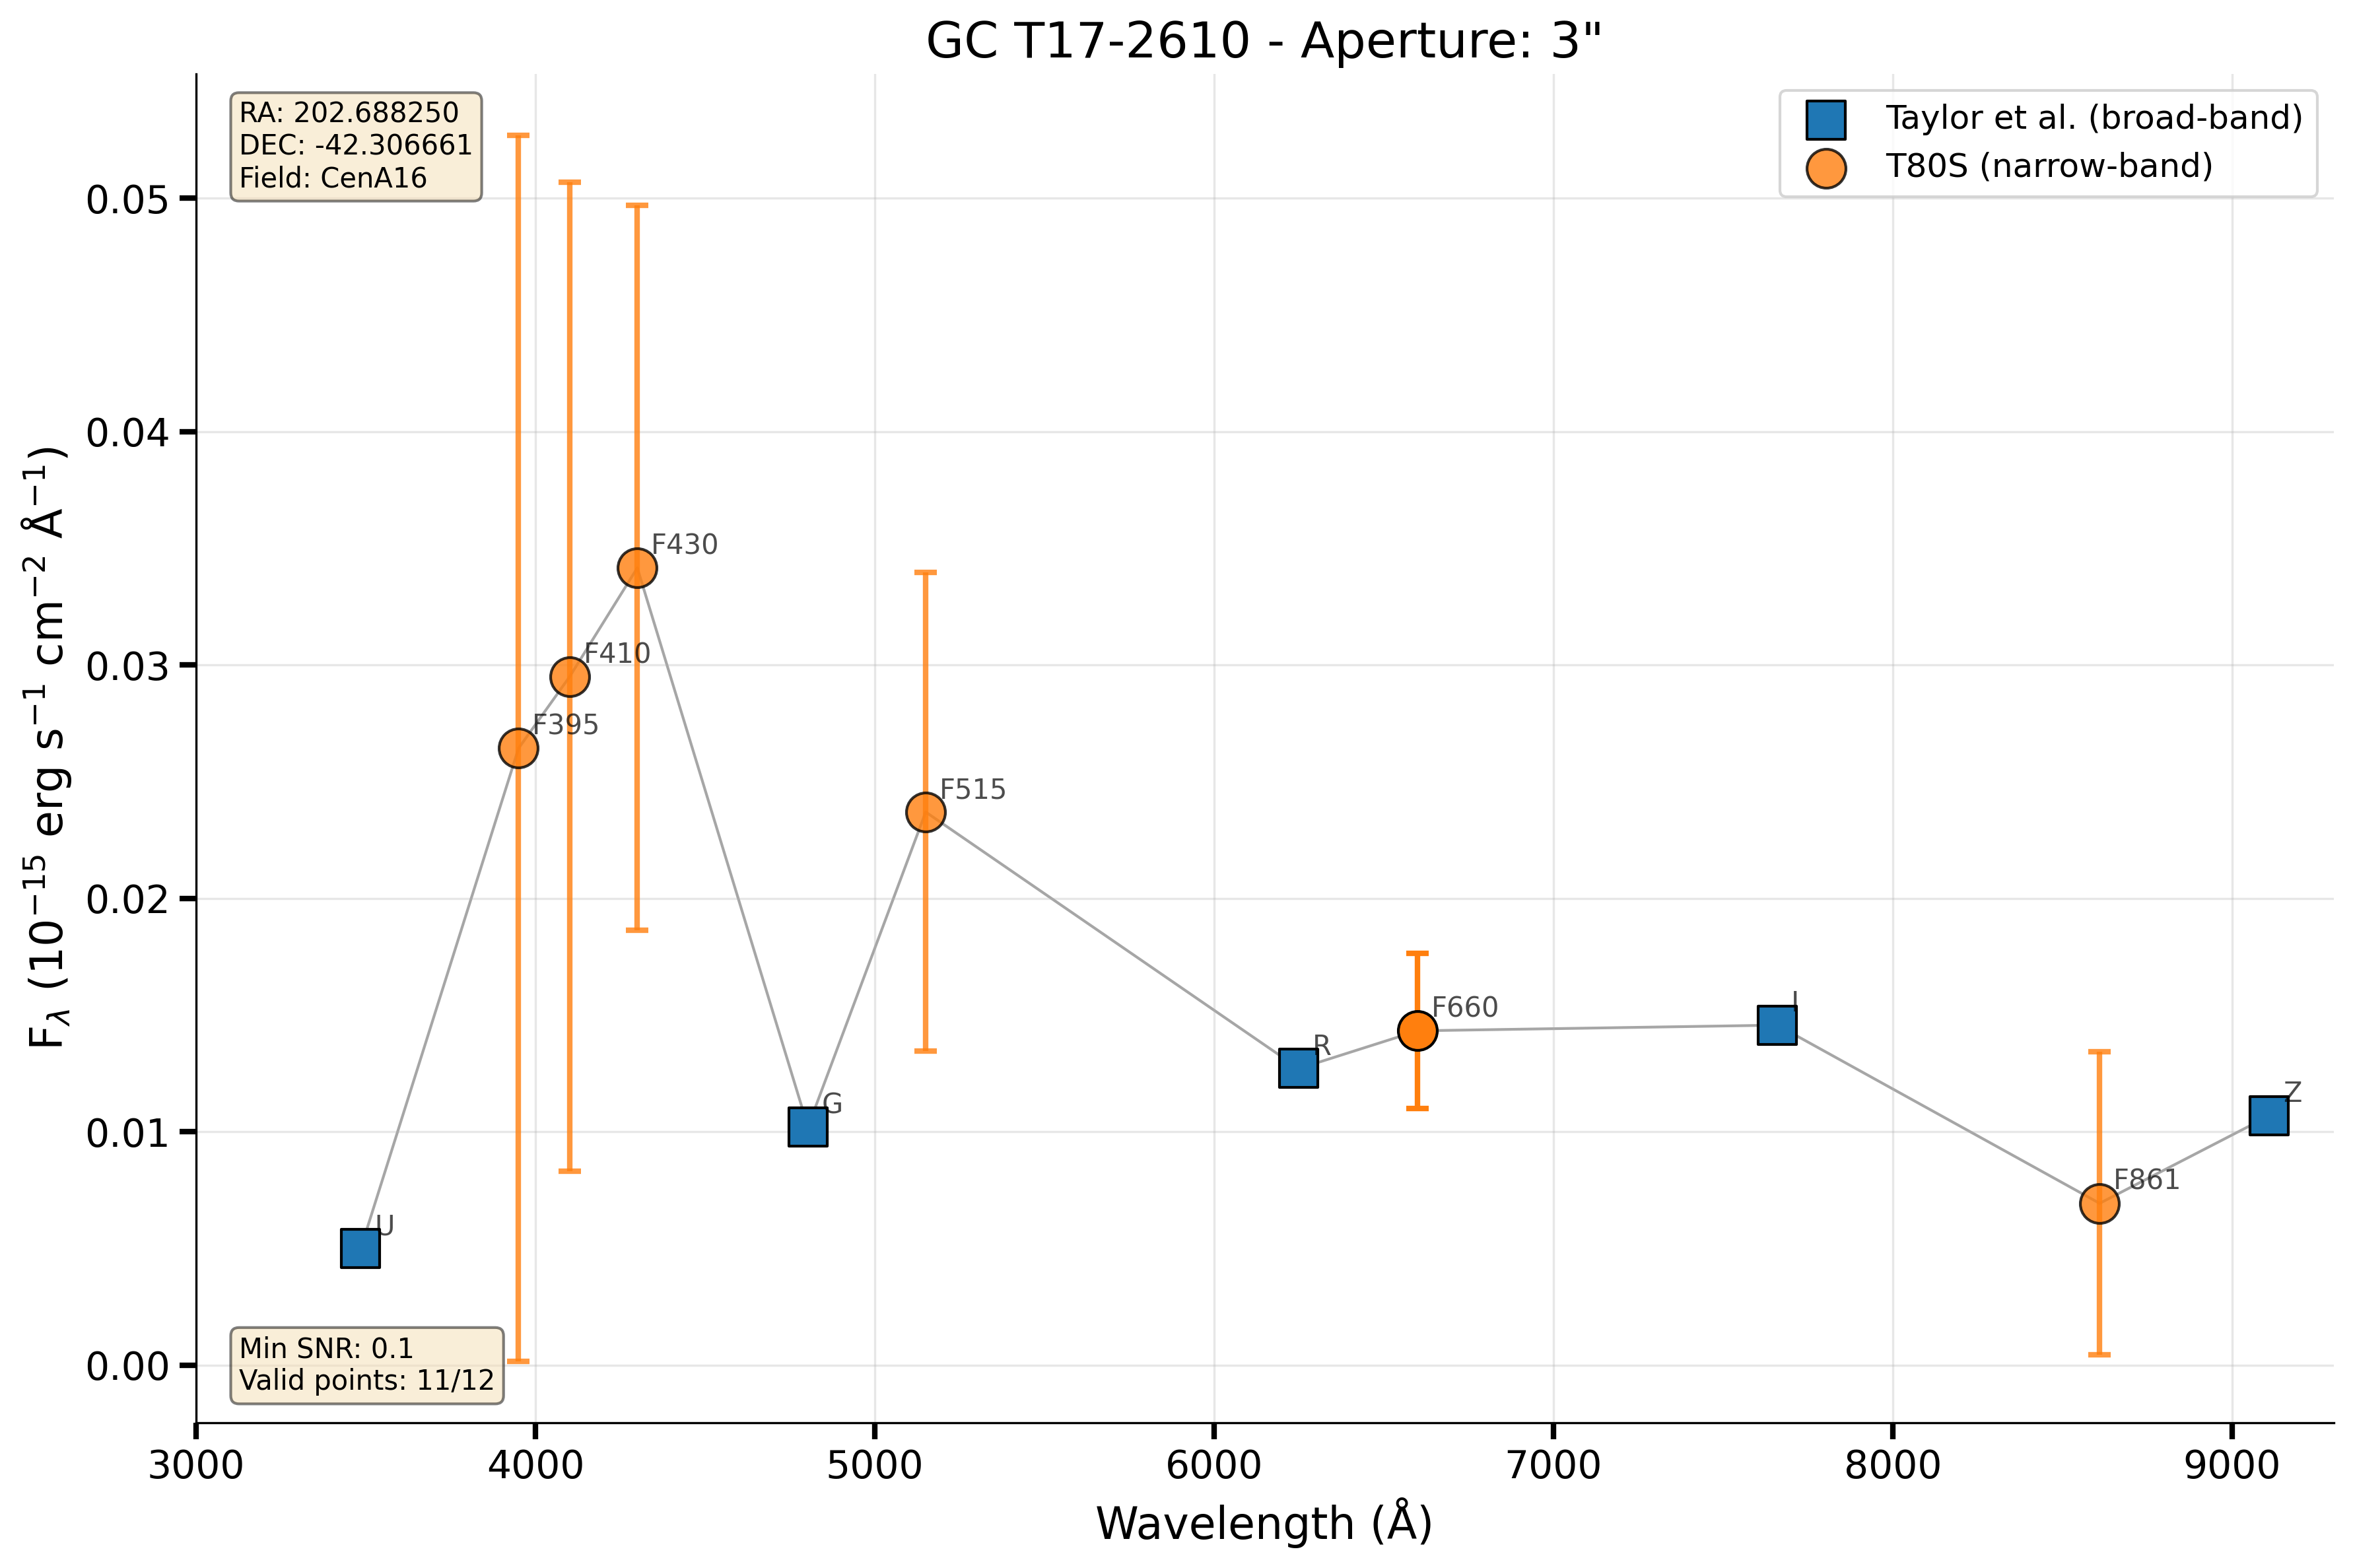 GC T17-2610 - Aperture: 3"
RA: 202.688250
DEC: -42.306661
Field: CenA16
Taylor et al. (broad-band)
T80S (narrow-band)
0.05
0.04
0.03
0.02
0.01
0.00
F$_λ$ (10$^{−15}$ erg s$^{−1}$ cm$^{−2}$ Å$^{−1}$)
U
F395
F410
F430
G
F515
R
F660
I
F861
Z
Min SNR: 0.1
Valid points: 11/12
3000 4000 5000 6000 7000 8000 9000
Wavelength (Å)